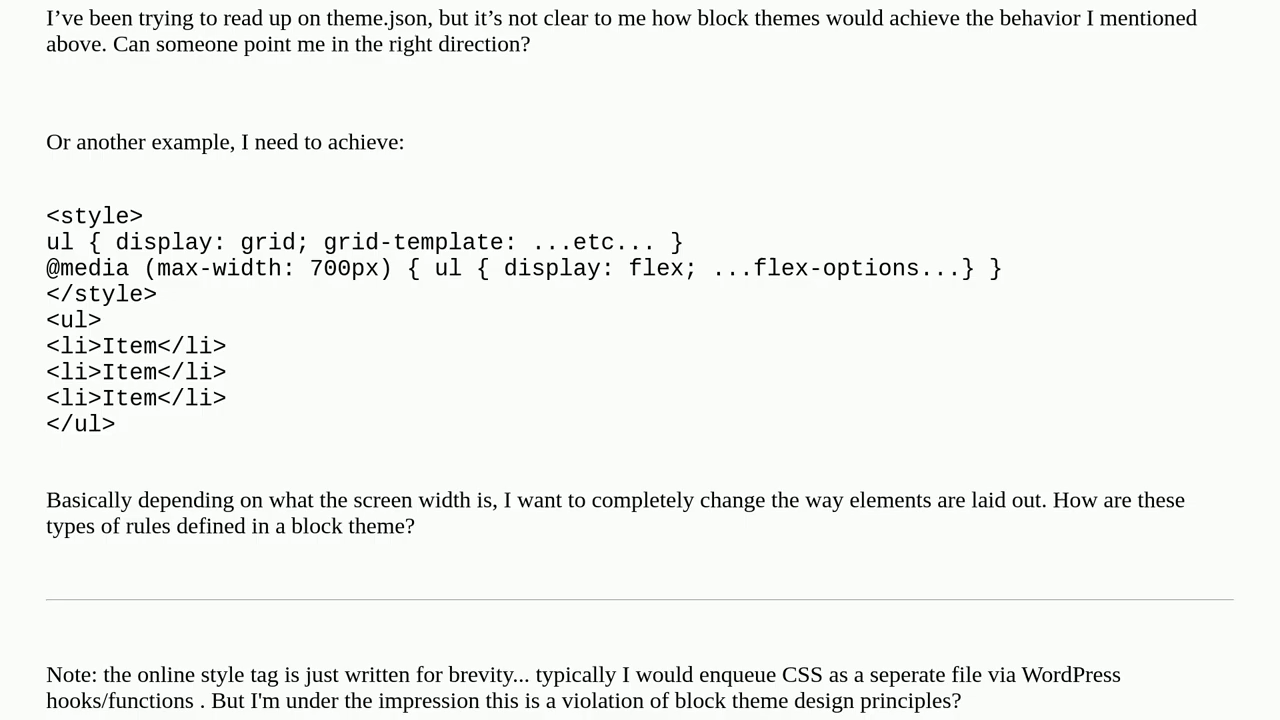 I’ve been trying to read up on theme.json, but it’s not clear to me how block themes would achieve the behavior I mentioned
above. Can someone point me in the right direction?
Or another example, I need to achieve:
<style>
ul { display: grid; grid-template: ...etc... }
@media (max-width: 700px) { ul { display: flex; ...flex-options...} }
</style>
<ul>
<li>Item</li>
<li>Item</li>
<li>Item</li>
</ul>
Basically depending on what the screen width is, I want to completely change the way elements are laid out. How are these
types of rules defined in a block theme?
Note: the online style tag is just written for brevity... typically I would enqueue CSS as a seperate file via WordPress
hooks/functions . But I'm under the impression this is a violation of block theme design principles?